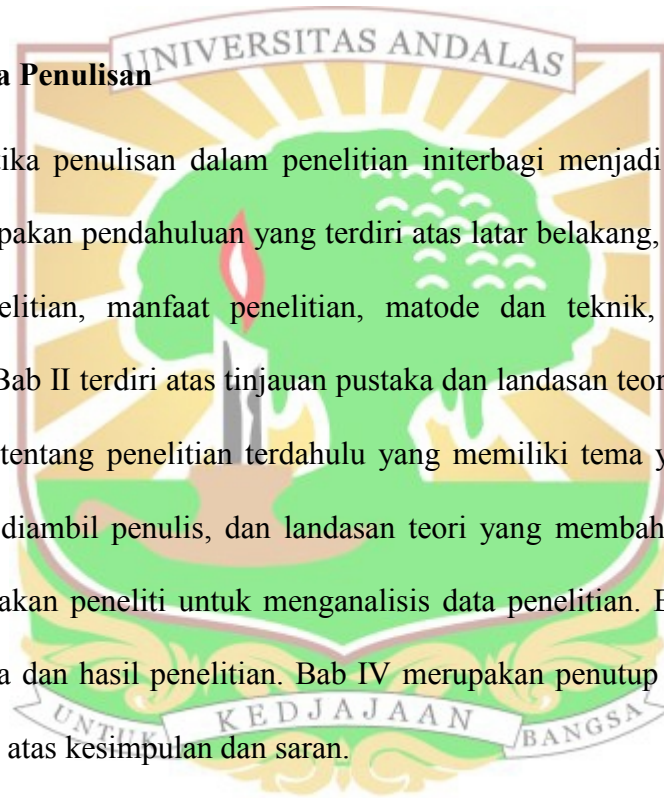 UNIVERSITAS ANDALAS
a Penulisan
tika penulisan dalam penelitian initerbagi menjadi
pakan pendahuluan yang terdiri atas latar belakang,
elitian, manfaat penelitian, matode dan teknik,
Bab II terdiri atas tinjauan pustaka dan landasan teor
tentang penelitian terdahulu yang memiliki tema y
diambil penulis, dan landasan teori yang membah
akan peneliti untuk menganalisis data penelitian. B
a dan hasil penelitian. Bab IV merupakan penutup
UNTUK KEDJAJAAN BANGSA
atas kesimpulan dan saran.